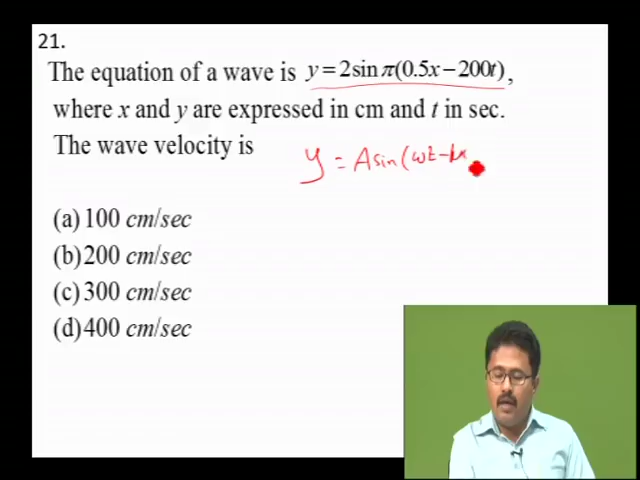 21.
The equation of a wave is y = 2 sin π(0.5x − 200t),
where x and y are expressed in cm and t in sec.
The wave velocity is
y = A sin(ωt − kx
(a) 100 cm/sec
(b) 200 cm/sec
(c) 300 cm/sec
(d) 400 cm/sec